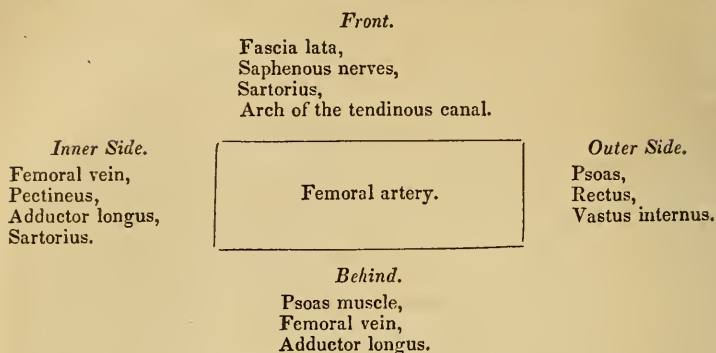 Front.
Fascia lata,
Saphenous nerves,
Sartorius,
Arch of the tendinous canal.
Inner Side.
Femoral vein,
Pectineus,
Adductor longus,
Sartorius.
Femoral artery.
Outer Side.
Psoas,
Rectus,
Vastus internus.
Behind.
Psoas muscle,
Femoral vein,
Adductor longus.